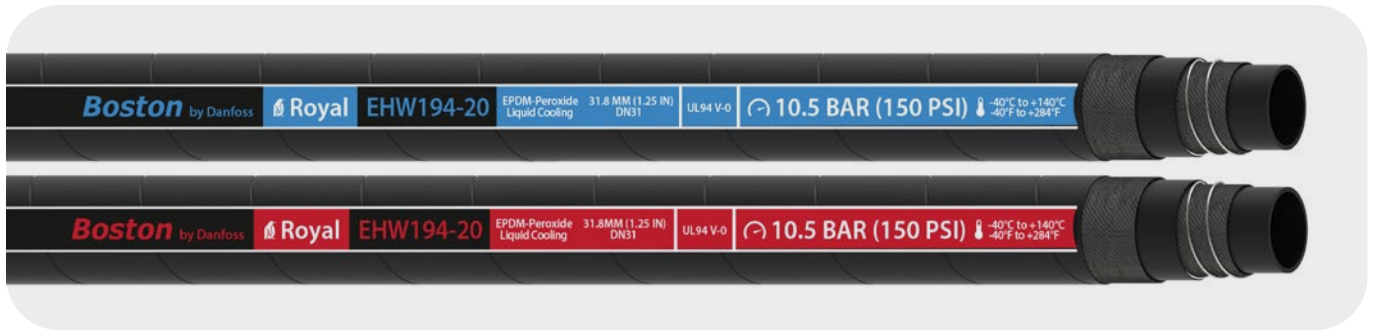 Boston by Danfoss Royal EHW194-20 EPDM-Peroxide 31.8 MM (1.25 IN) UL94 V-0 10.5 BAR (150 PSI) -40°C to +140°C
Liquid Cooling DN31 -40°F to +284°F
Boston by Danfoss Royal EHW194-20 EPDM-Peroxide 31.8MM (1.25 IN) UL94 V-0 10.5 BAR (150 PSI) -40°C to +140°C
Liquid Cooling DN31 -40°F to +284°F